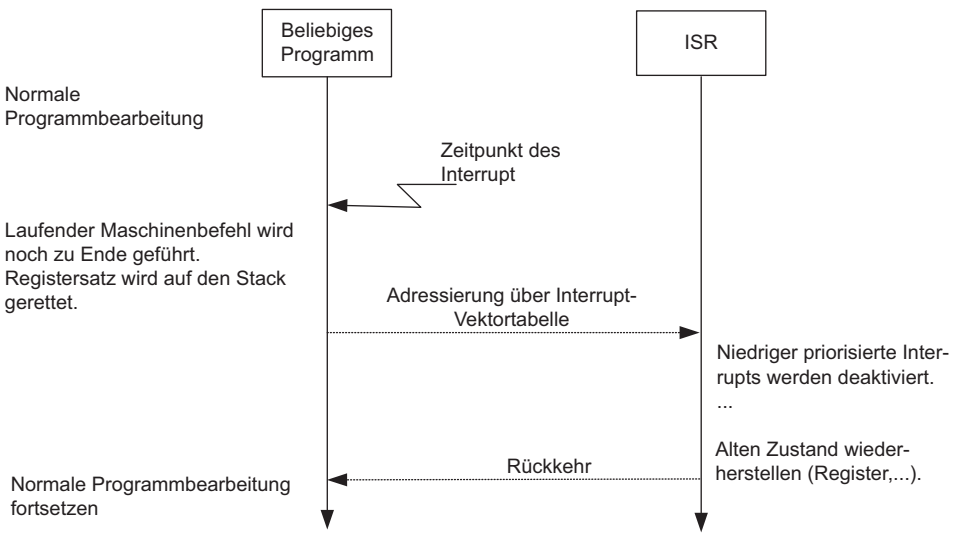 Beliebiges
Programm
ISR
Normale
Programmbearbeitung
Zeitpunkt des
Interrupt
Laufender Maschinenbefehl wird
noch zu Ende geführt.
Registersatz wird auf den Stack
gerettet.
Adressierung über Interrupt-
Vektortabelle
Niedriger priorisierte Inter-
rupts werden deaktiviert.
...
Alten Zustand wieder-
herstellen (Register,...).
Rückkehr
Normale Programmbearbeitung
fortsetzen